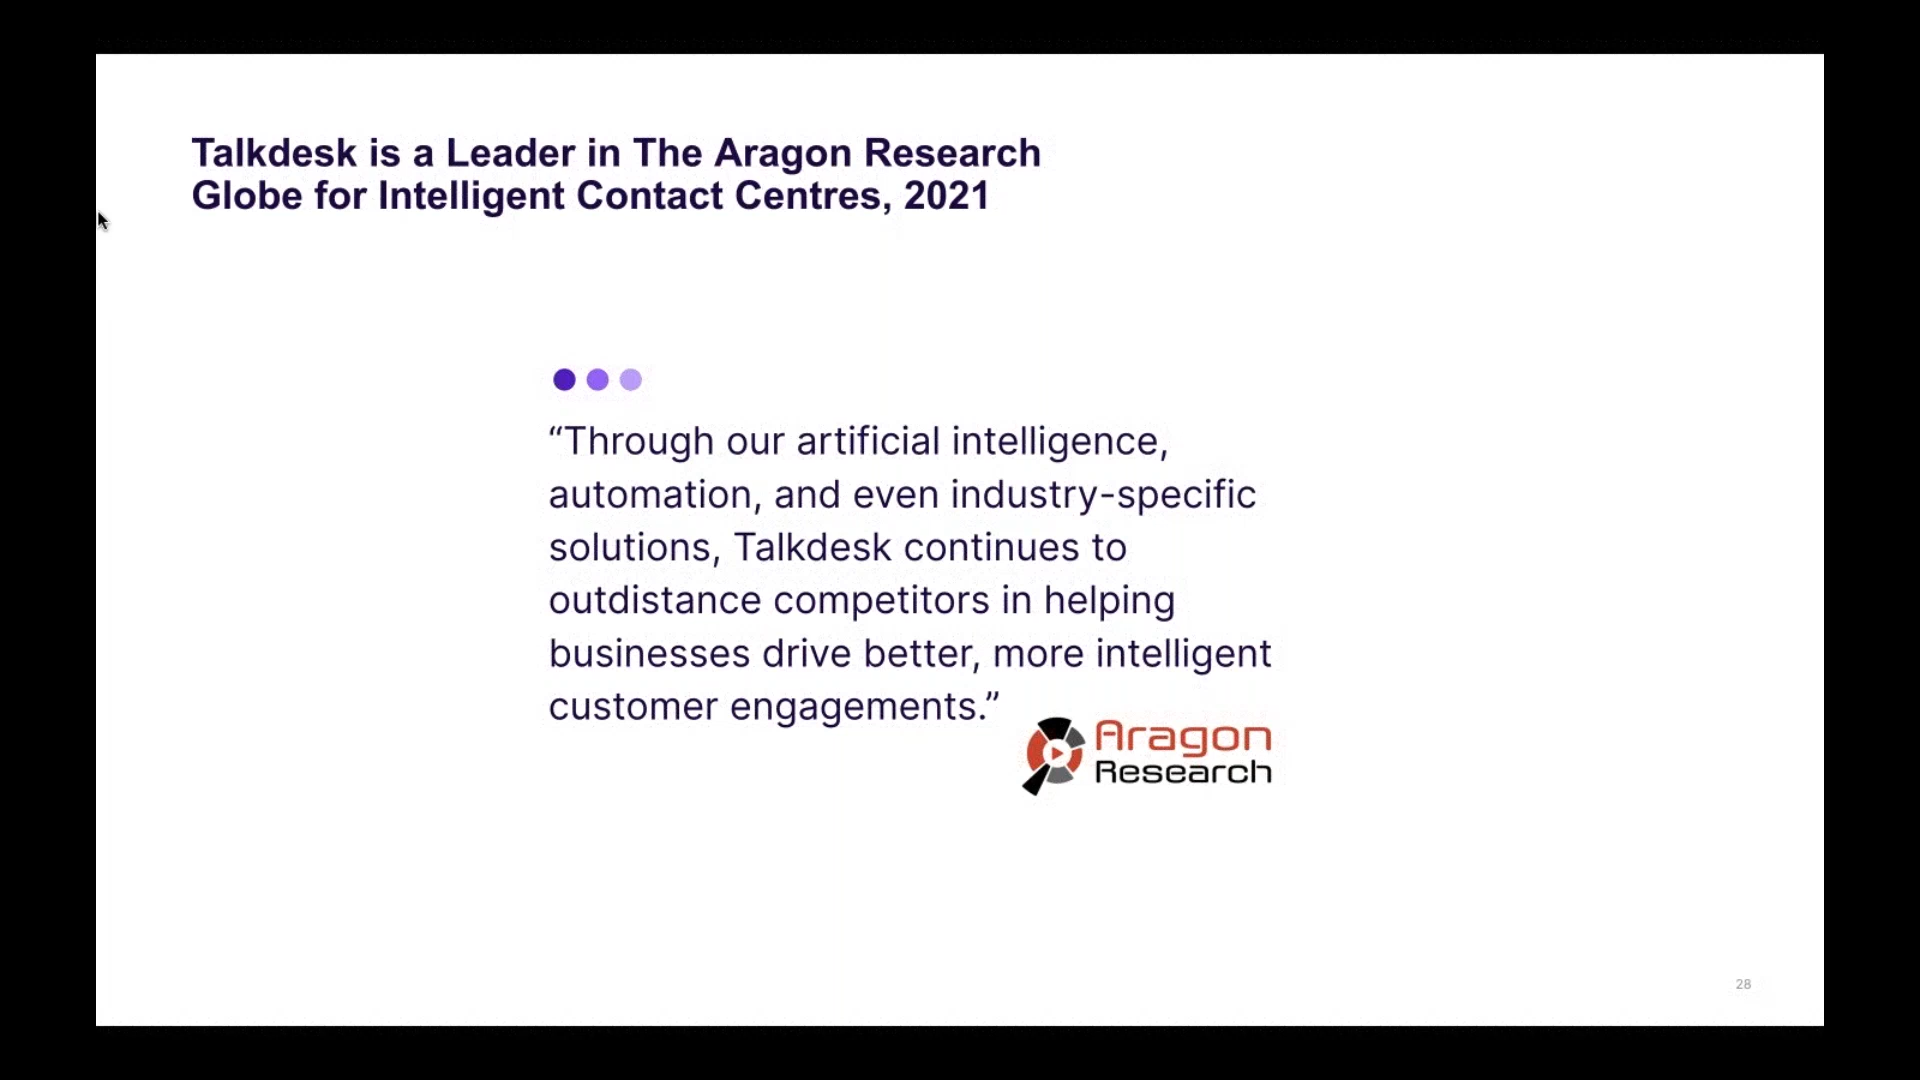 Talkdesk is a Leader in The Aragon Research
Globe for Intelligent Contact Centres, 2021
“Through our artificial intelligence,
automation, and even industry-specific
solutions, Talkdesk continues to
outdistance competitors in helping
businesses drive better, more intelligent
customer engagements.”
Aragon
Research
28